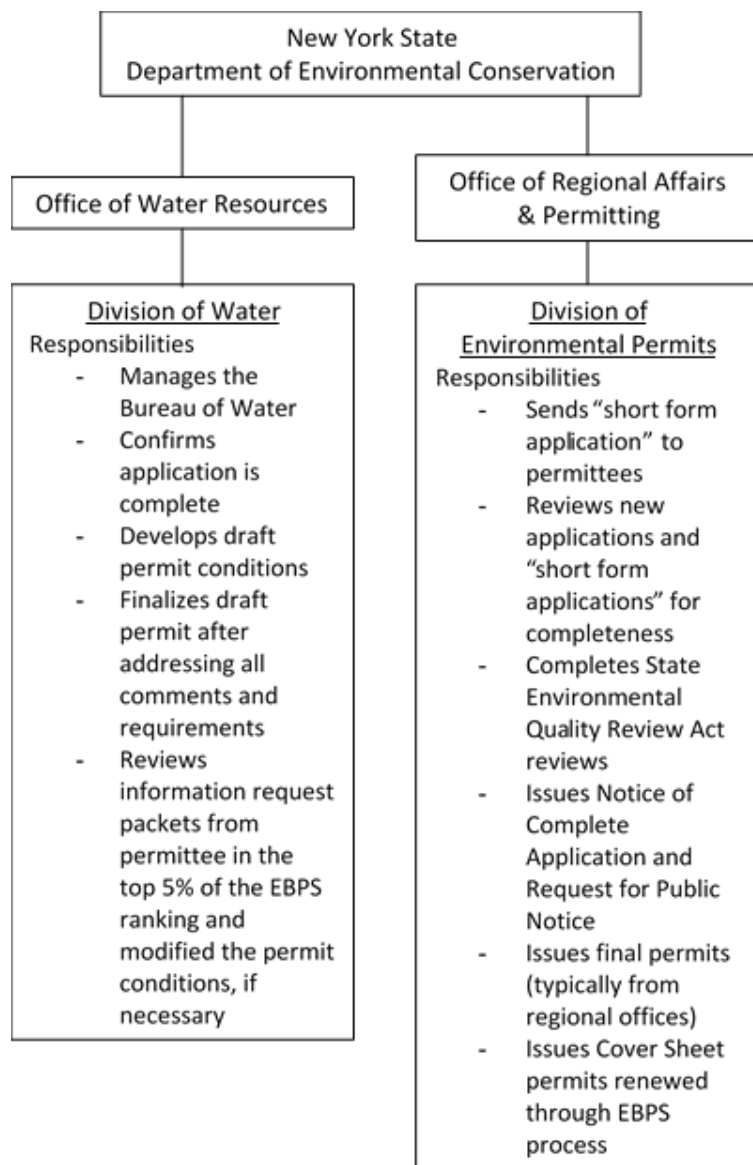 New York State
Department of Environmental Conservation
Office of Water Resources
Office of Regional Affairs
& Permitting
Division of Water
Responsibilities
- Manages the
Bureau of Water
- Confirms
application is
complete
- Develops draft
permit conditions
- Finalizes draft
permit after
addressing all
comments and
requirements
- Reviews
information request
packets from
permittee in the
top 5% of the EBPS
ranking and
modified the permit
conditions, if
necessary
Division of
Environmental Permits
Responsibilities
- Sends “short form
application” to
permittees
- Reviews new
applications and
“short form
applications” for
completeness
- Completes State
Environmental
Quality Review Act
reviews
- Issues Notice of
Complete
Application and
Request for Public
Notice
- Issues final permits
(typically from
regional offices)
- Issues Cover Sheet
permits renewed
through EBPS
process